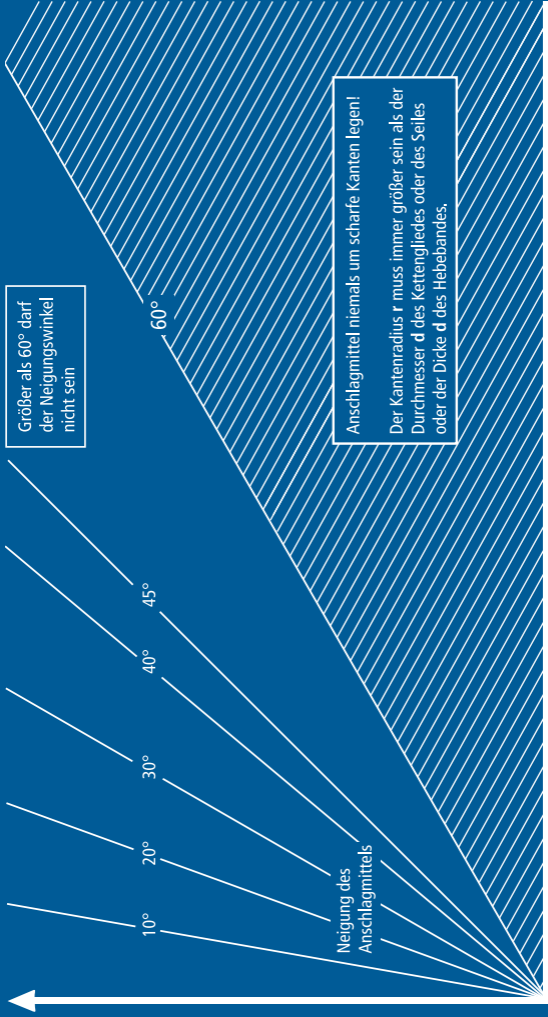 Größer als 60° darf
der Neigungswinkel
nicht sein
10°
20°
30°
40°
45°
60°
Neigung des
Anschlagmittels
Anschlagmittel niemals um scharfe Kanten legen!
Der Kantenradius r muss immer größer sein als der
Durchmesser d des Kettengliedes oder des Seiles
oder der Dicke d des Hebebandes.